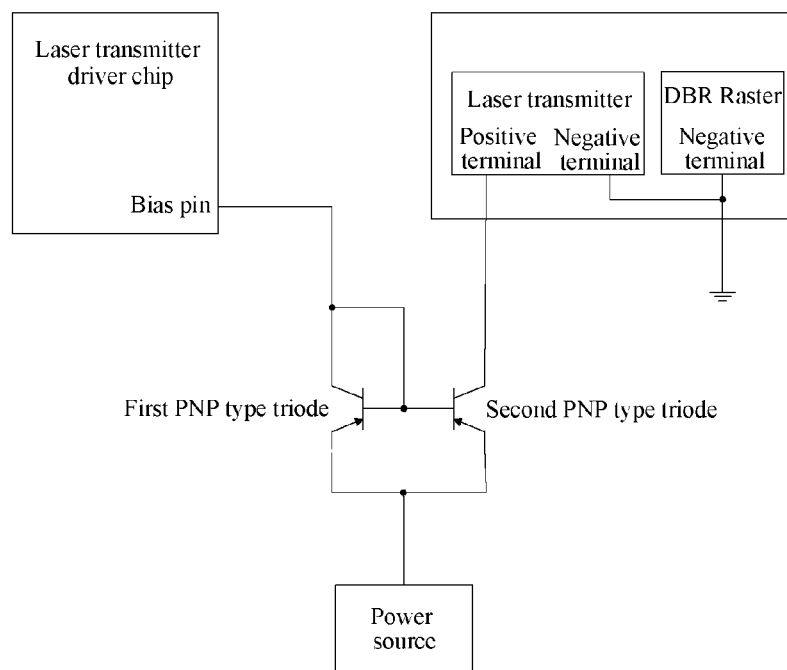 Laser transmitter
driver chip
Bias pin
Laser transmitter
Positive terminal
Negative terminal
DBR Raster
Negative terminal
First PNP type triode
Second PNP type triode
Power
source